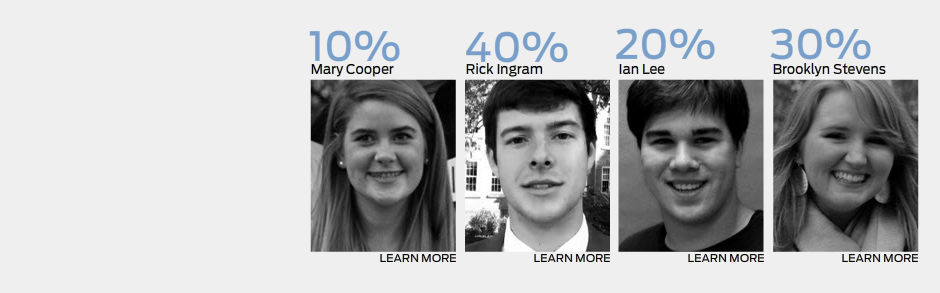 10%
Mary Cooper
LEARN MORE
40%
Rick Ingram
LEARN MORE
20%
Ian Lee
LEARN MORE
30%
Brooklyn Stevens
LEARN MORE